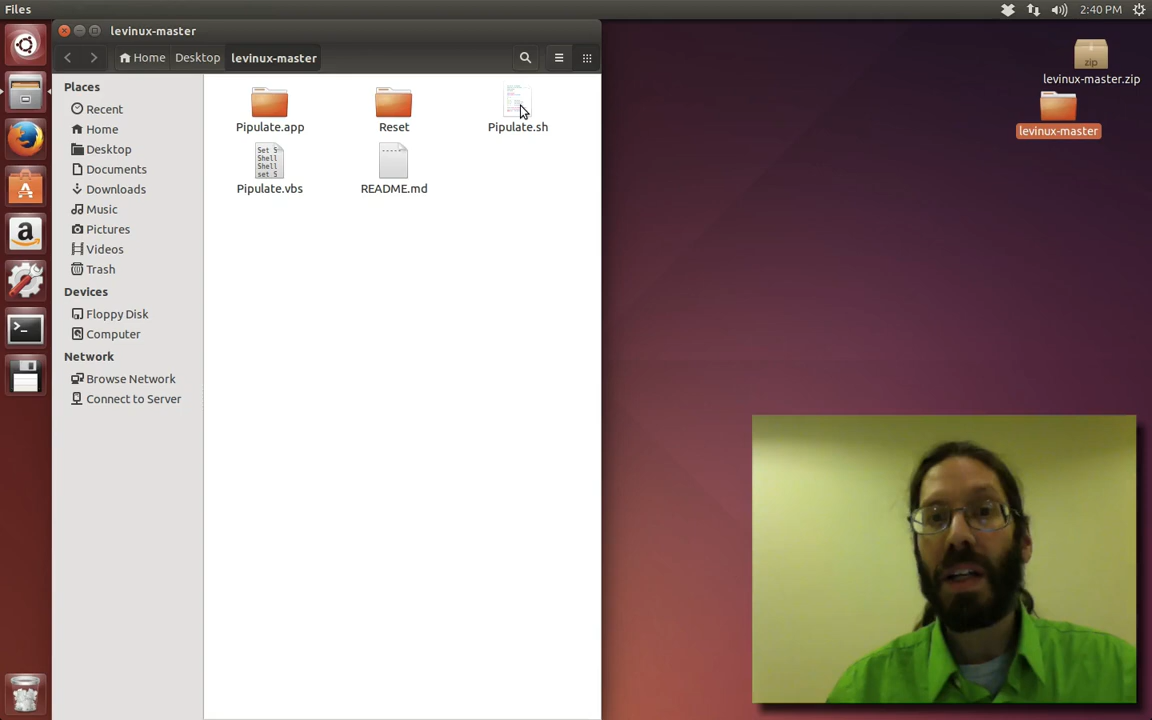 Files
2:40 PM
levinux-master
Home
Desktop
levinux-master
Places
Recent
Home
Desktop
Documents
Downloads
Music
Pictures
Videos
Trash
Devices
Floppy Disk
Computer
Network
Browse Network
Connect to Server
Pipulate.app
Reset
Pipulate.sh
Set S
Shell
Shell
set S
Pipulate.vbs
README.md
zip
levinux-master.zip
levinux-master